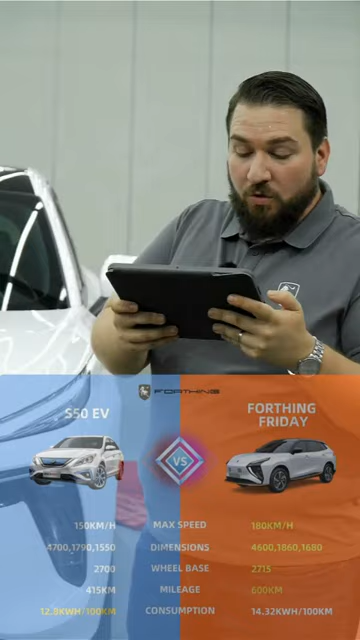 FORTHING
S50 EV
FORTHING
FRIDAY
VS
150KM/H MAX SPEED 180KM/H
4700,1790,1550 DIMENSIONS 4600,1860,1680
2700 WHEEL BASE 2715
415KM MILEAGE 600KM
12.8KWH/100KM CONSUMPTION 14.32KWH/100KM